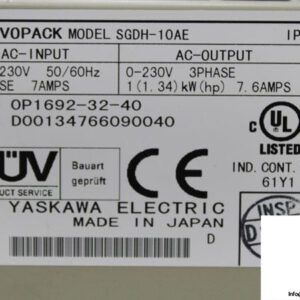 VOPACK MODEL SGDH-10AE IP
AC-INPUT AC-OUTPUT
230V 50/60Hz 0-230V 3PHASE
SE 7AMPS 1(1.34)kW(hp) 7.6AMPS
OP1692-32-40
D00134766090040
C UL
LISTED
ÜV
Bauart
geprüft
CE
UCT SERVICE
IND. CONT.
61Y1
YASKAWA ELECTRIC
MADE IN JAPAN
INSP
D
D
Info@